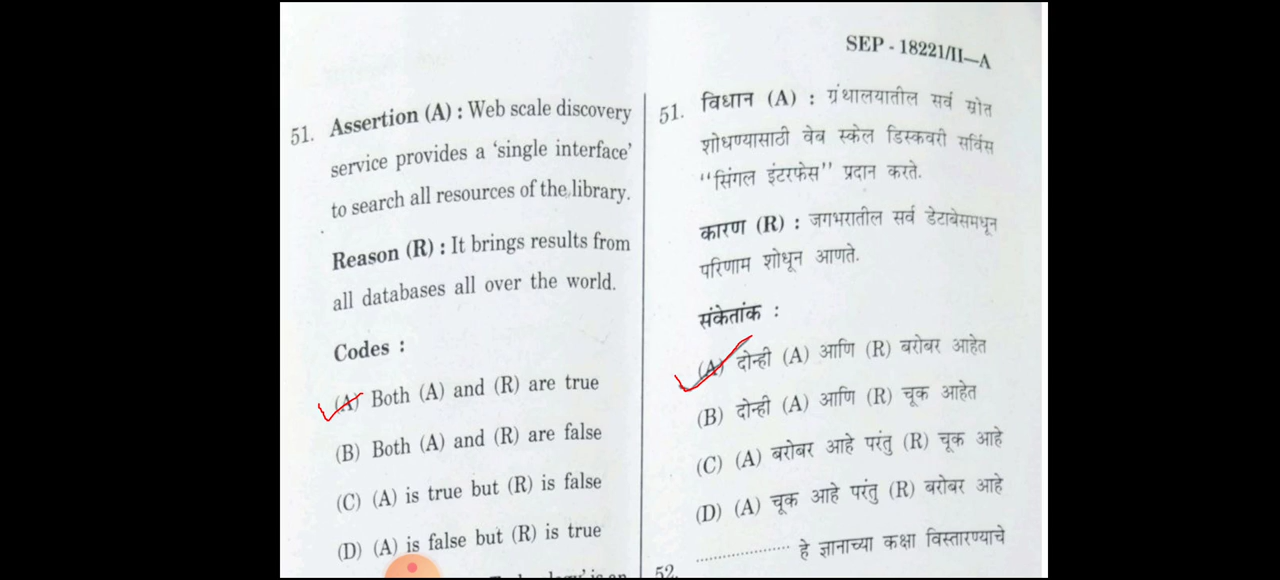 SEP - 18221/II—A
51. Assertion (A) : Web scale discovery
service provides a ‘single interface’
to search all resources of the library.
Reason (R) : It brings results from
all databases all over the world.
Codes :
(A) Both (A) and (R) are true
(B) Both (A) and (R) are false
(C) (A) is true but (R) is false
(D) (A) is false but (R) is true
51. विधान (A) : ग्रंथालयातील सर्व स्रोत
शोधण्यासाठी वेब स्केल डिस्कवरी सर्विस
‘‘सिंगल इंटरफेस’’ प्रदान करते.
कारण (R) : जगभरातील सर्व डेटाबेसमधून
परिणाम शोधून आणते.
संकेतांक :
(A) दोन्ही (A) आणि (R) बरोबर आहेत
(B) दोन्ही (A) आणि (R) चूक आहेत
(C) (A) बरोबर आहे परंतु (R) चूक आहे
(D) (A) चूक आहे परंतु (R) बरोबर आहे
52. .................... हे ज्ञानाच्या कक्षा विस्तारण्याचे